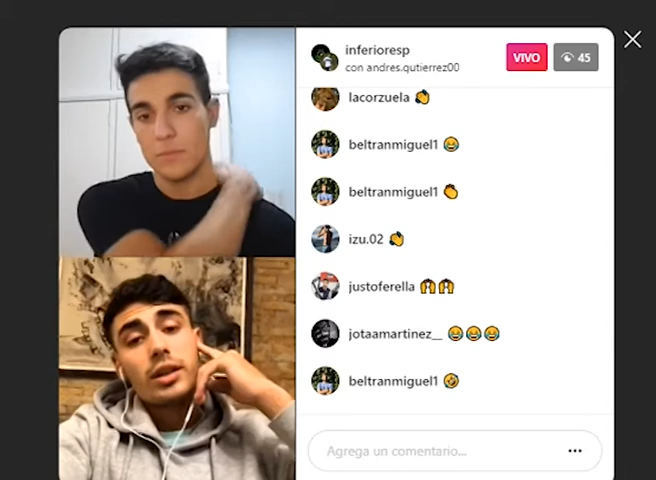 inferioresp
con andres.gutierrez00
VIVO
45
lacorzuela
beltranmiguel1
beltranmiguel1
izu.02
justoferella
jotaamartinez__
beltranmiguel1
Agrega un comentario...